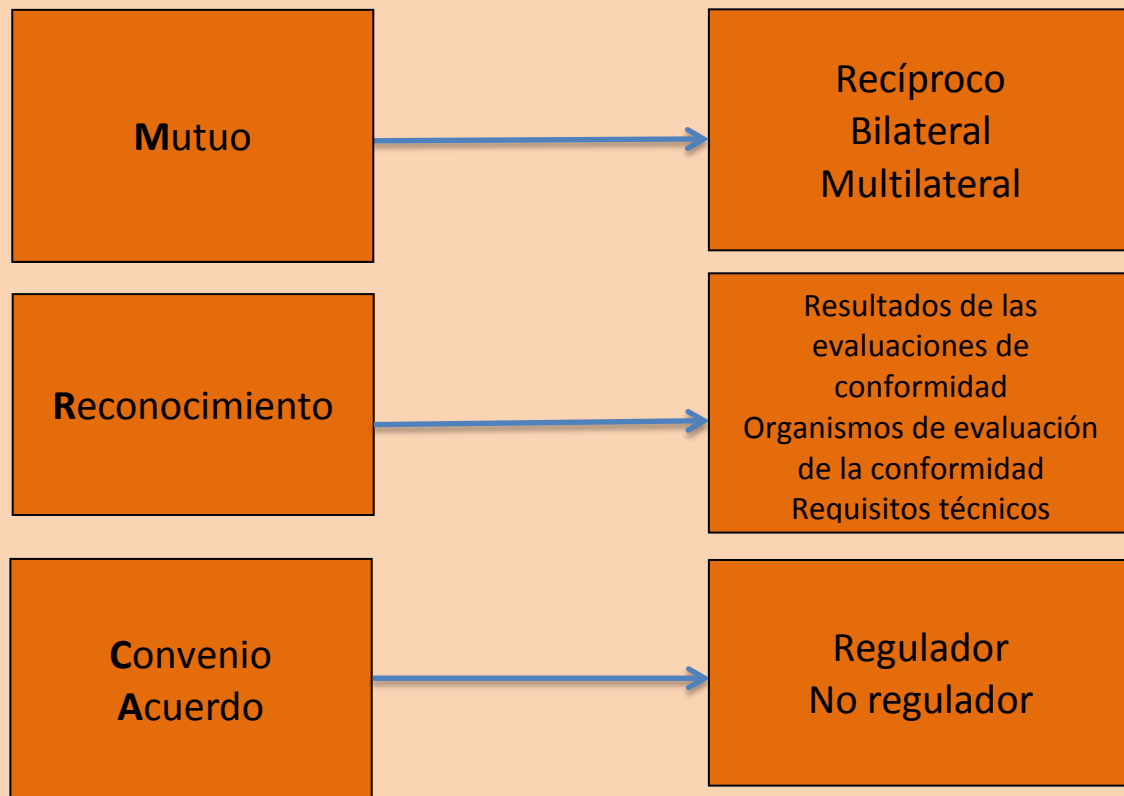 Mutuo
Recíproco
Bilateral
Multilateral
Reconocimiento
Resultados de las
evaluaciones de
conformidad
Organismos de evaluación
de la conformidad
Requisitos técnicos
Convenio
Acuerdo
Regulador
No regulador